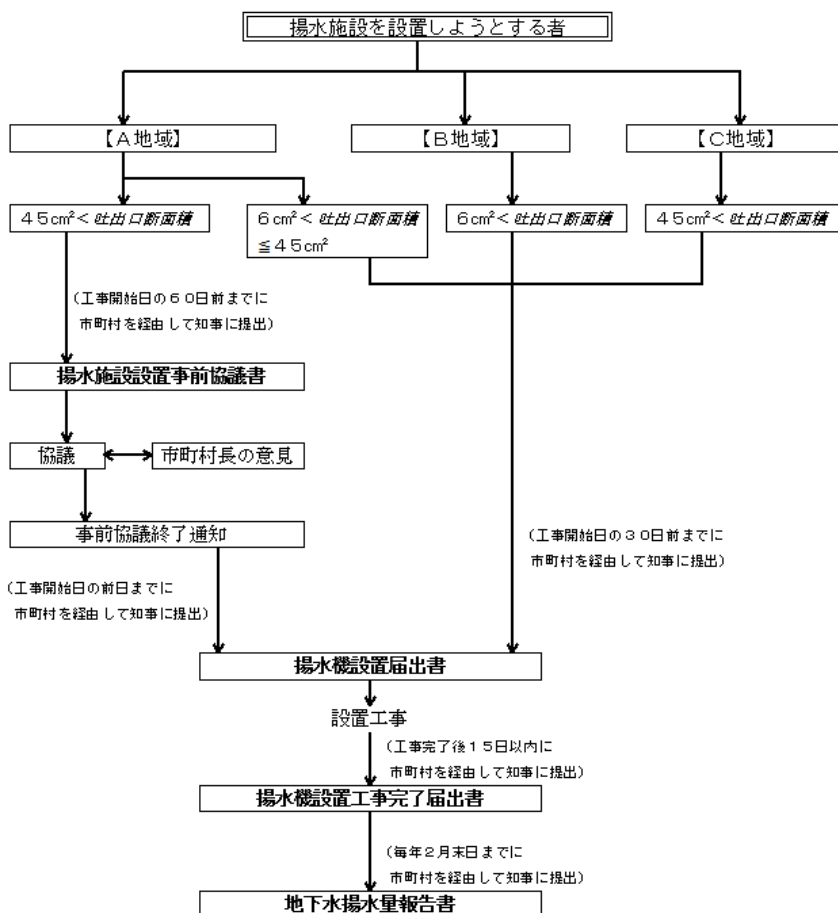 揚水施設を設置しようとする者
【A地域】
【B地域】
【C地域】
45cm²<吐出口断面積
6cm²<吐出口断面積
≦45cm²
6cm²<吐出口断面積
45cm²<吐出口断面積
(工事開始日の60日前までに
市町村を経由して知事に提出)
揚水施設設置事前協議書
協議
市町村長の意見
事前協議終了通知
(工事開始日の30日前までに
市町村を経由して知事に提出)
(工事開始日の前日までに
市町村を経由して知事に提出)
揚水機設置届出書
設置工事
(工事完了後15日以内に
市町村を経由して知事に提出)
揚水機設置工事完了届出書
(毎年2月末日までに
市町村を経由して知事に提出)
地下水揚水量報告書